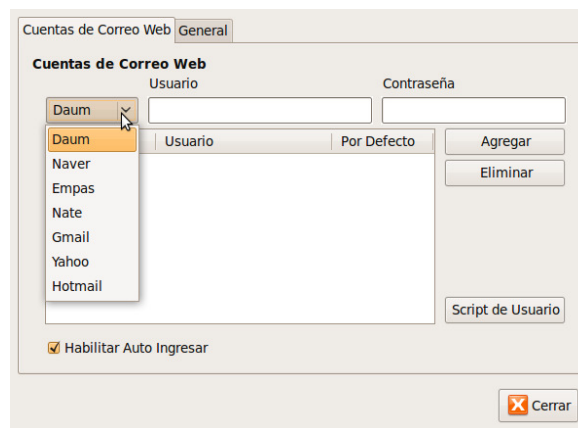 Cuentas de Correo Web General
Cuentas de Correo Web
Usuario Contraseña
Daum
Daum
Naver
Empas
Nate
Gmail
Yahoo
Hotmail
Usuario Por Defecto
Agregar
Eliminar
Script de Usuario
Habilitar Auto Ingresar
Cerrar